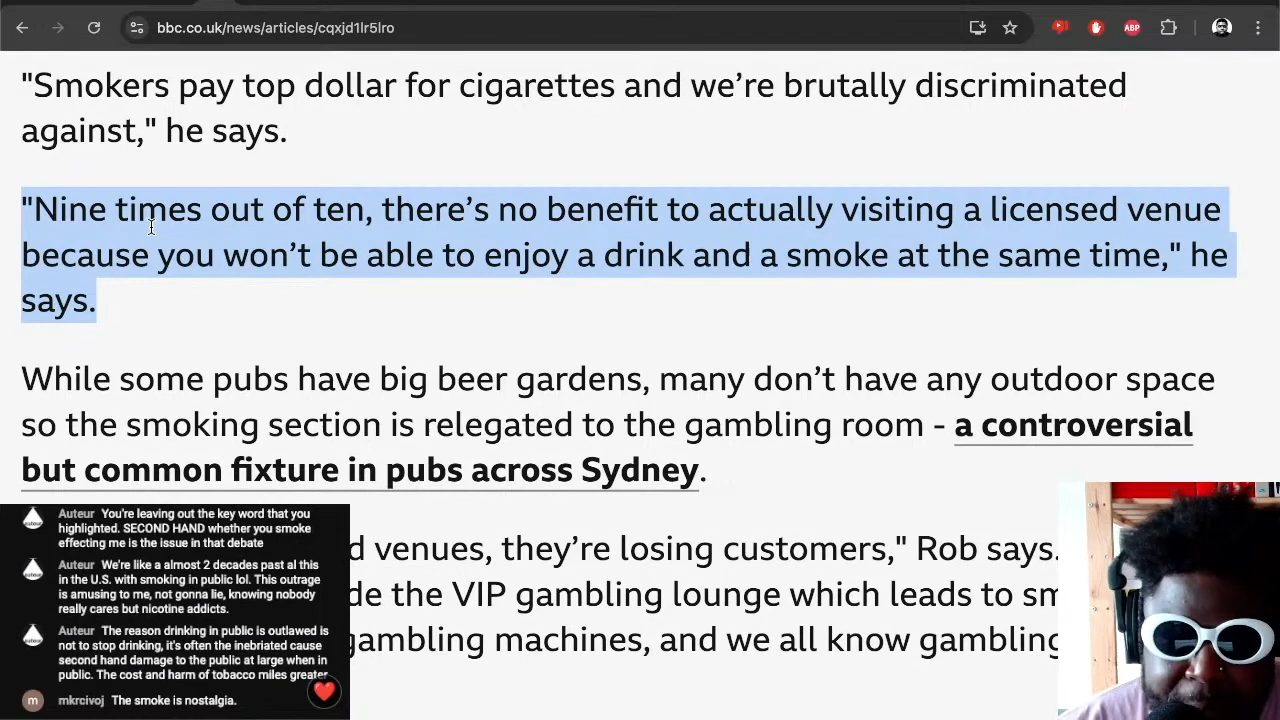 bbc.co.uk/news/articles/cqxjd1lr5lro
ABP
"Smokers pay top dollar for cigarettes and we’re brutally discriminated
against," he says.
"Nine times out of ten, there’s no benefit to actually visiting a licensed venue
because you won’t be able to enjoy a drink and a smoke at the same time," he
says.
While some pubs have big beer gardens, many don’t have any outdoor space
so the smoking section is relegated to the gambling room - a controversial
but common fixture in pubs across Sydney.
d venues, they’re losing customers," Rob says.
de the VIP gambling lounge which leads to sm
gambling machines, and we all know gambling
Auteur You're leaving out the key word that you
highlighted. SECOND HAND whether you smoke
effecting me is the issue in that debate
Auteur We're like a almost 2 decades past al this
in the U.S. with smoking in public lol. This outrage
is amusing to me, not gonna lie, knowing nobody
really cares but nicotine addicts.
Auteur The reason drinking in public is outlawed is
not to stop drinking, it's often the inebriated cause
second hand damage to the public at large when in
public. The cost and harm of tobacco miles greater
m mkrcivoj The smoke is nostalgia.